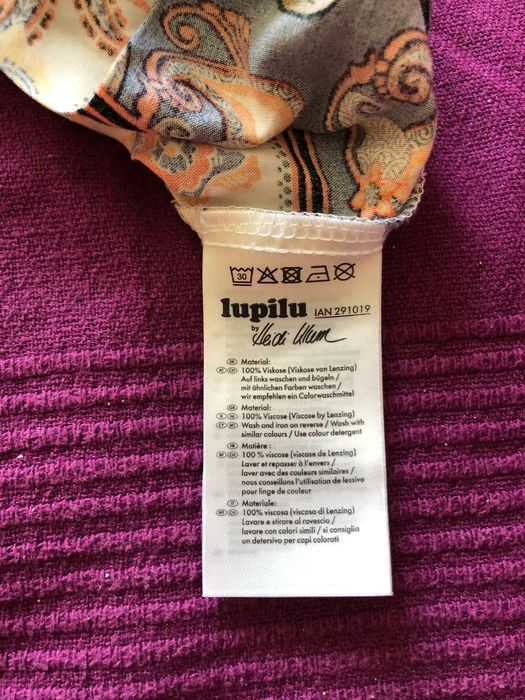 30
lupilu IAN 291019
by Heidi Klum
DE Material:
AT CH 100% Viskose (Viskose von Lenzing)
Auf links waschen und bügeln /
mit ähnlichen Farben waschen /
wir empfehlen ein Colorwaschmittel
GB Material:
IE NI 100% Viscose (Viscose by Lenzing)
CY MT Wash and iron on reverse / Wash with
similar colours / Use colour detergent
FR Matière :
BE CH 100 % viscose (viscose de Lenzing)
Laver et repasser à l'envers /
laver avec des couleurs similaires /
nous conseillons l'utilisation de lessive
pour linge de couleur
IT Materiale:
MT CH 100% viscosa (viscosa di Lenzing)
Lavare e stirare al rovescio /
lavare con colori simili / si consiglia
un detersivo per capi colorati